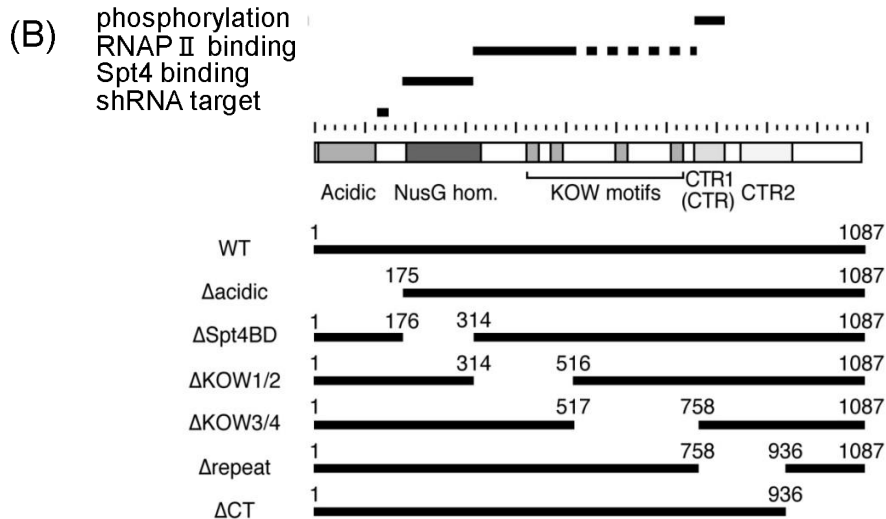 (B)
phosphorylation
RNAP Ⅱ binding
Spt4 binding
shRNA target
Acidic NusG hom. KOW motifs CTR1 (CTR) CTR2
1 1087
WT
175 1087
Δacidic
1 176 314 1087
ΔSpt4BD
1 314 516 1087
ΔKOW1/2
1 517 758 1087
ΔKOW3/4
1 758 936 1087
Δrepeat
1 936
ΔCT